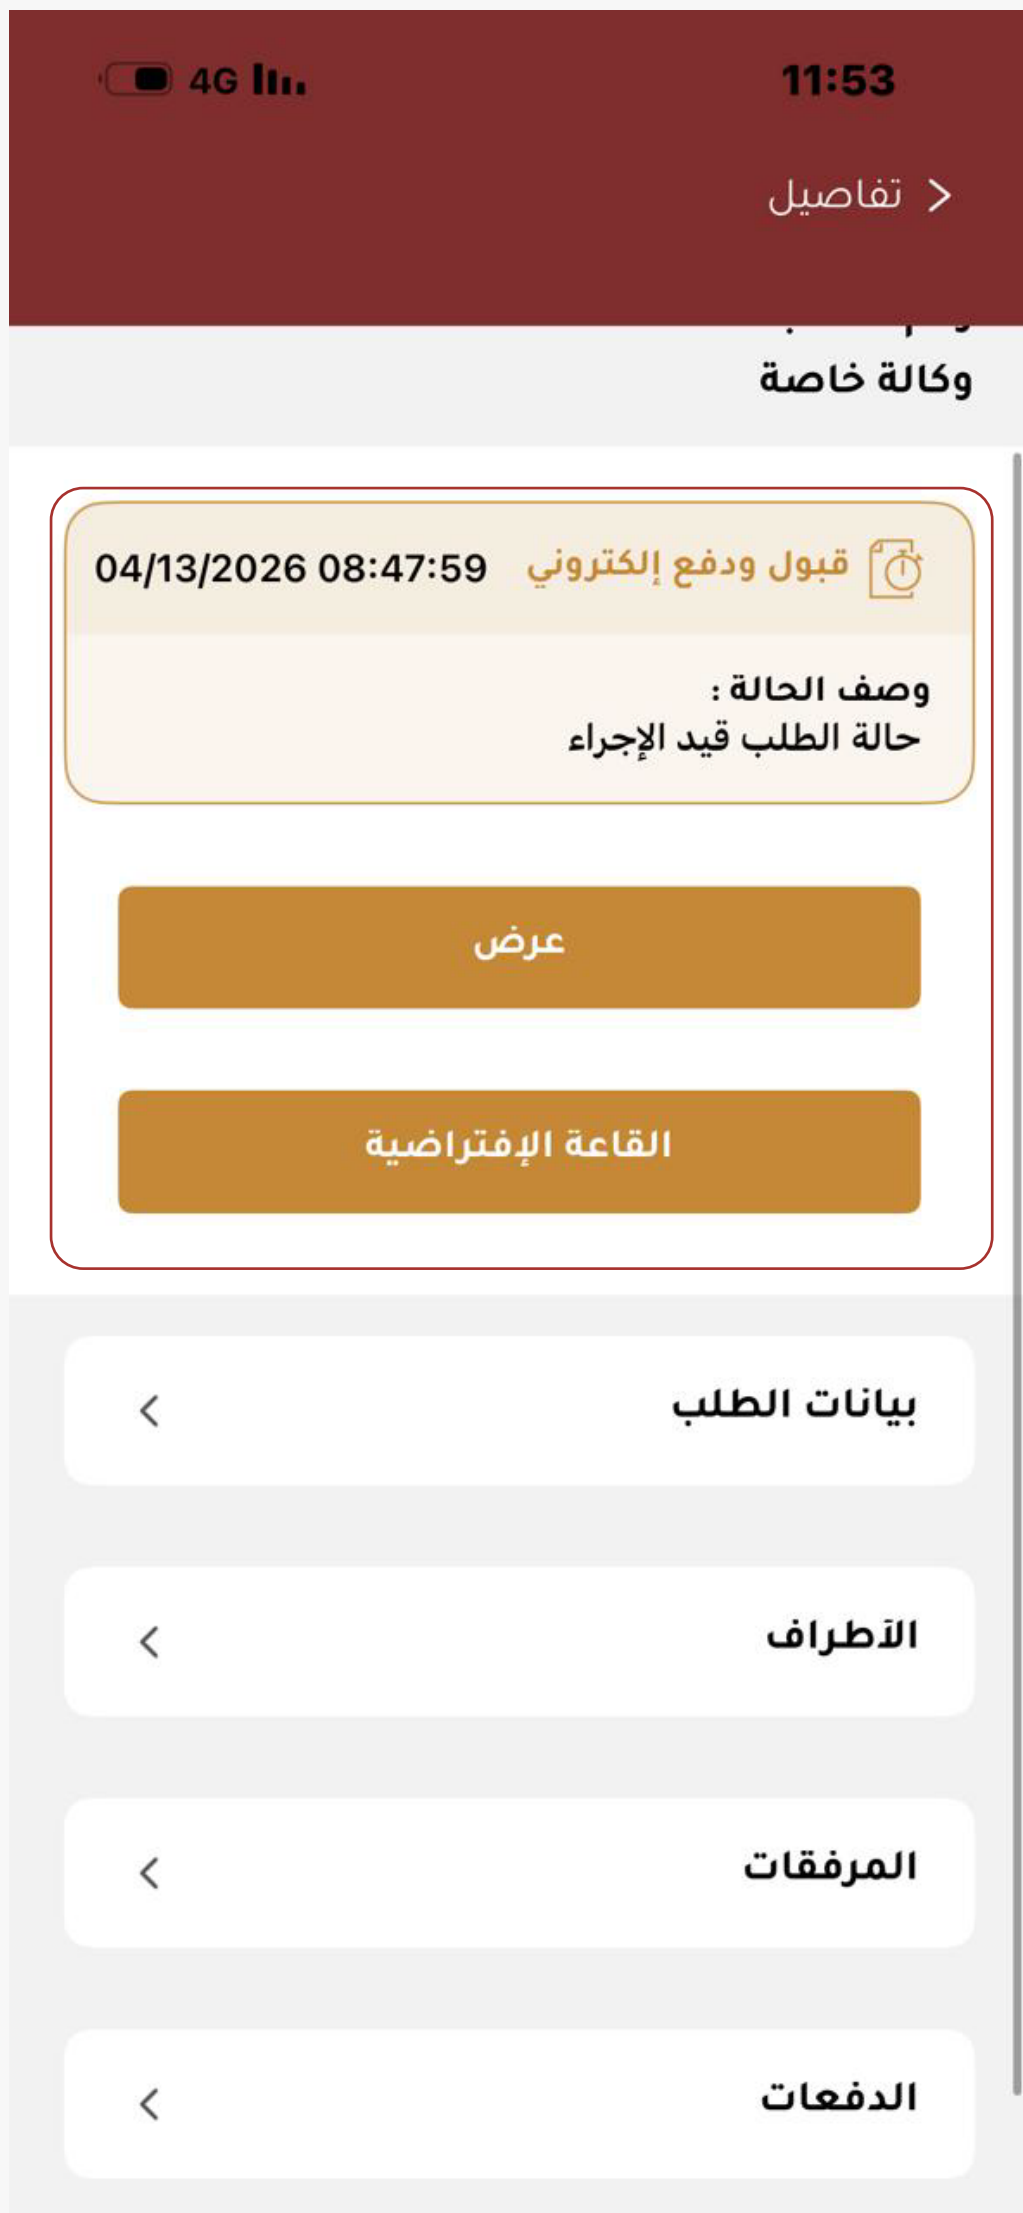 11:53 4G
تفاصيل
وكالة خاصة
قبول ودفع إلكتروني 04/13/2026 08:47:59
وصف الحالة :
حالة الطلب قيد الإجراء
عرض
القاعة الإفتراضية
بيانات الطلب
الأطراف
المرفقات
الدفعات